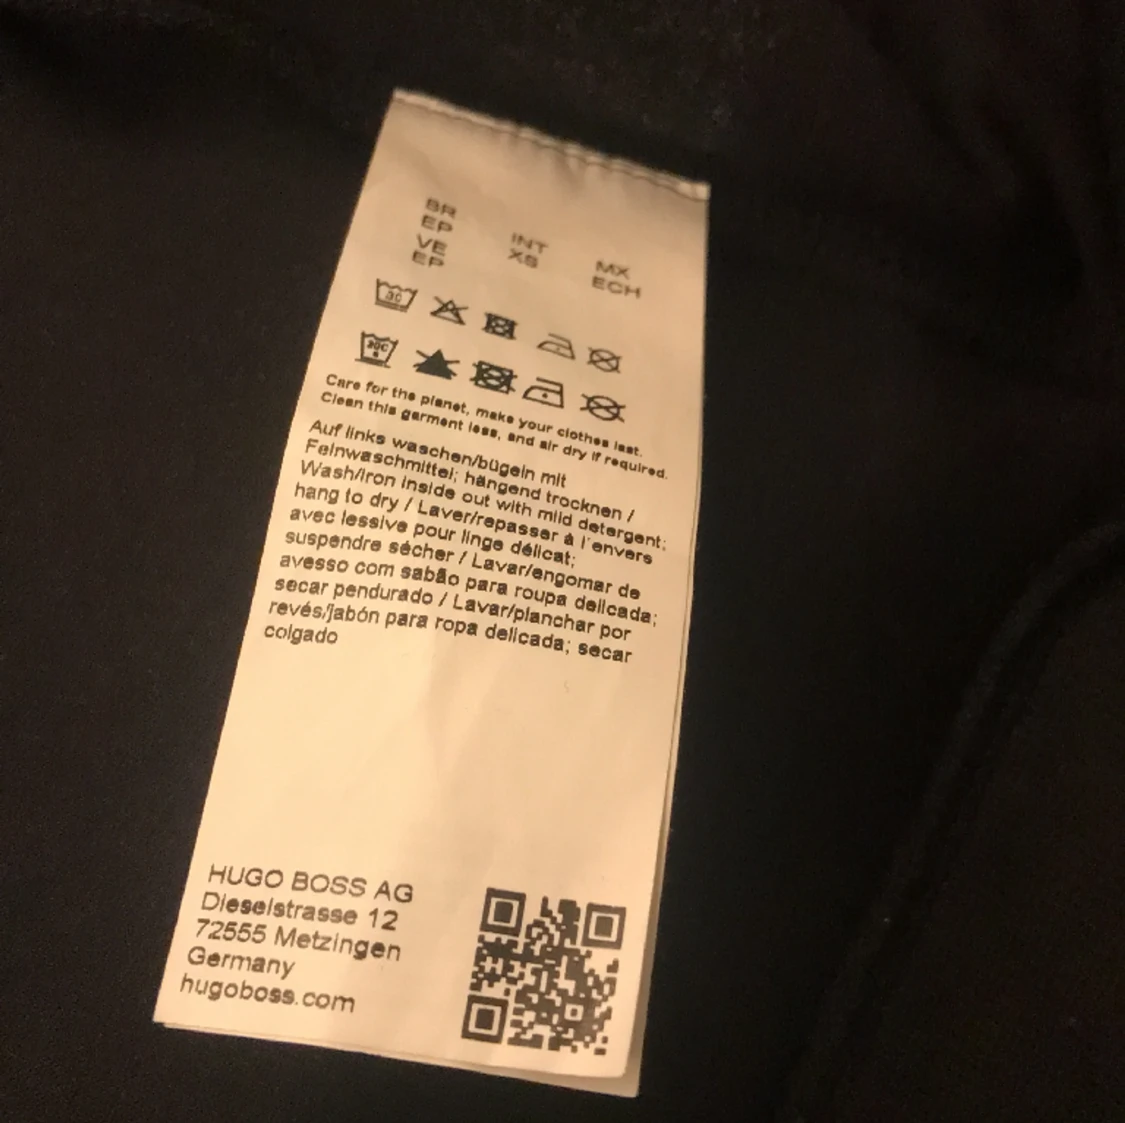 BR
EP
VE
EP
INT
XS
MX
ECH
30
30C
Care for the planet, make your clothes last.
Clean this garment less, and air dry if required.
Auf links waschen/bügeln mit
Feinwaschmittel; hängend trocknen /
Wash/iron inside out with mild detergent;
hang to dry / Laver/repasser à l'envers
avec lessive pour linge délicat;
suspendre sécher / Lavar/engomar de
avesso com sabão para roupa delicada;
secar pendurado / Lavar/planchar por
revés/jabón para ropa delicada; secar
colgado
HUGO BOSS AG
Dieselstrasse 12
72555 Metzingen
Germany
hugoboss.com